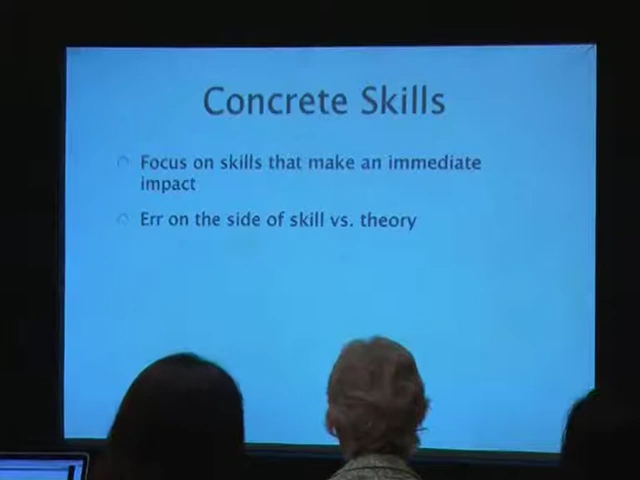 Concrete Skills
Focus on skills that make an immediate
impact
Err on the side of skill vs. theory